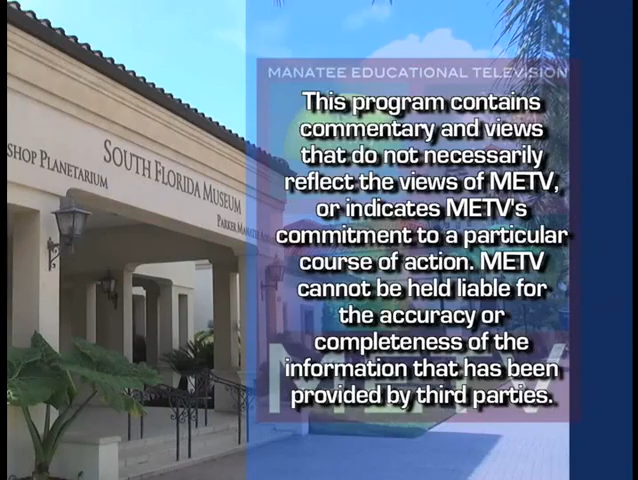 MANATEE EDUCATIONAL TELEVISION
This program contains
commentary and views
that do not necessarily
reflect the views of METV,
or indicates METV's
commitment to a particular
course of action. METV
cannot be held liable for
the accuracy or
completeness of the
information that has been
provided by third parties.
METV
SHOP PLANETARIUM
SOUTH FLORIDA MUSEUM
PARKER MANATEE